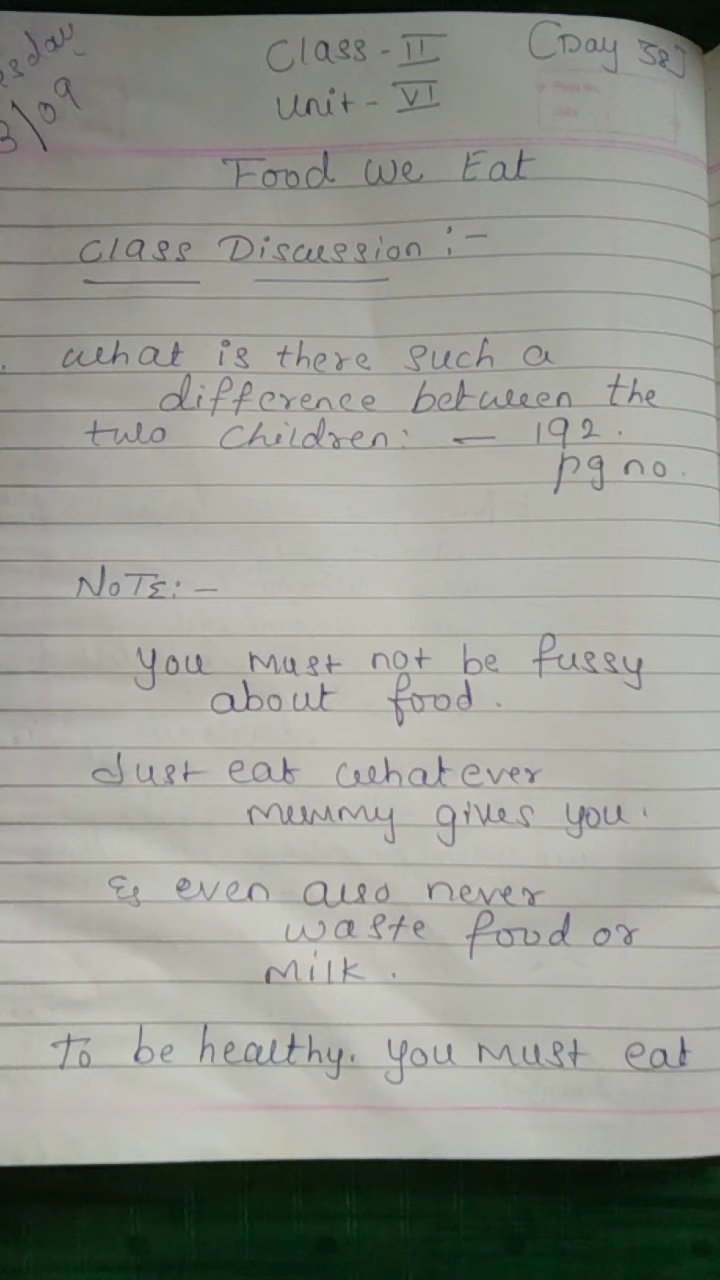 Class - II [Day 38]
Unit - VI
Food We Eat
Class Discussion :-
what is there such a
difference between the
two children: - 192.
pg no.
NOTE: -
you must not be fussy
about food.
Just eat whatever
mummy gives you.
& even also never
waste food or
milk.
To be healthy. you must eat